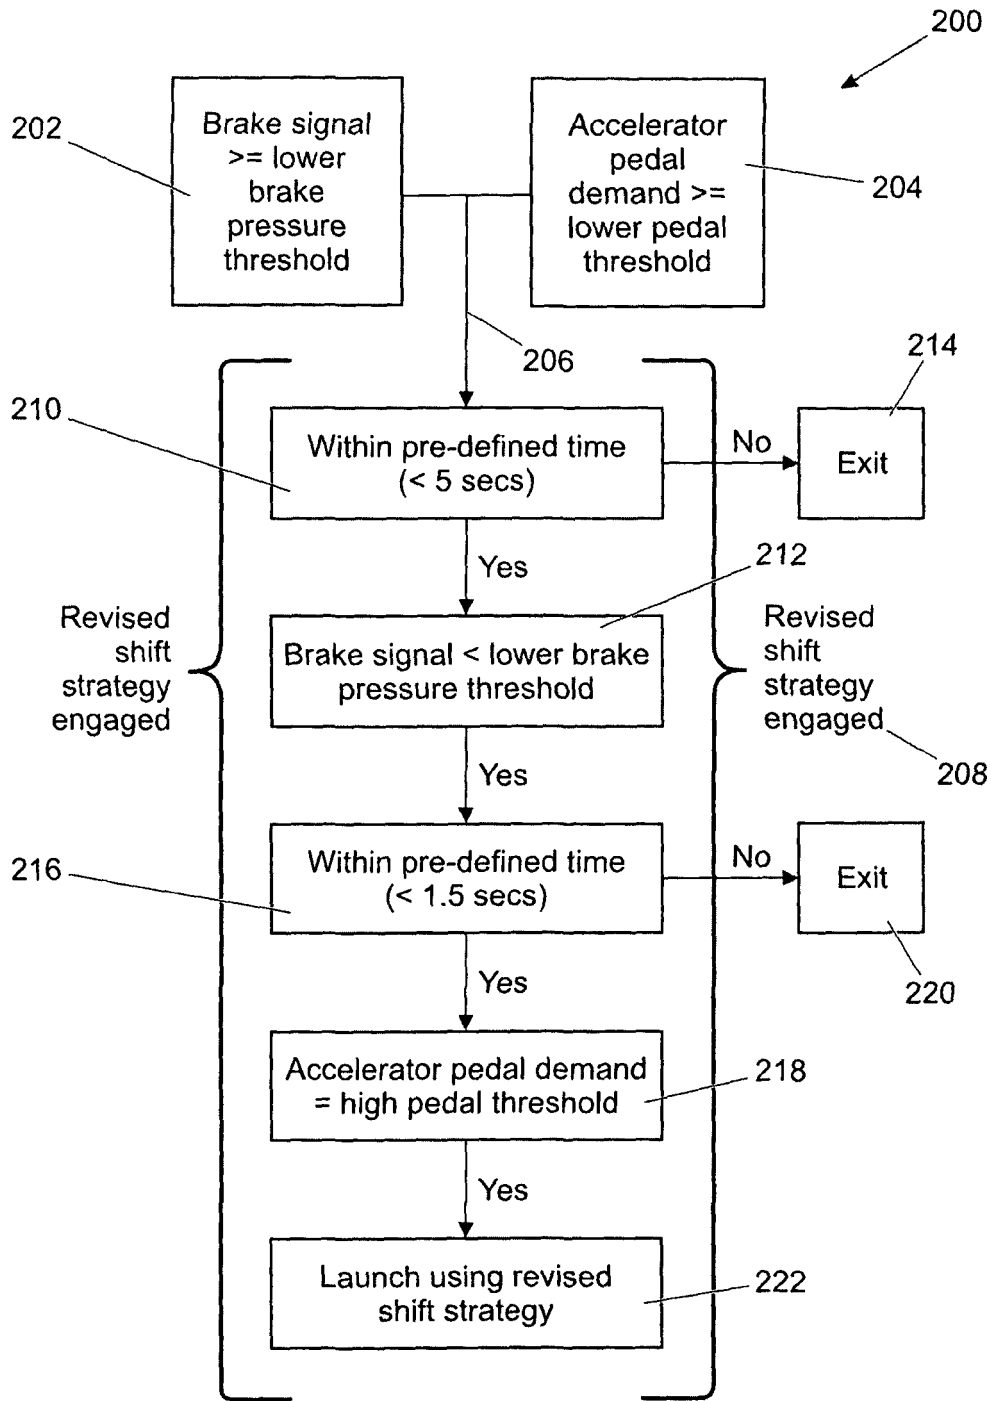 200
202
Brake signal
>= lower
brake
pressure
threshold
Accelerator
pedal
demand >=
lower pedal
threshold
204
206
214
210
Within pre-defined time
(< 5 secs)
No
Exit
Yes
212
Revised
shift
strategy
engaged
Brake signal < lower brake
pressure threshold
Revised
shift
strategy
engaged
208
Yes
216
Within pre-defined time
(< 1.5 secs)
No
Exit
220
Yes
Accelerator pedal demand
= high pedal threshold
218
Yes
Launch using revised
shift strategy
222